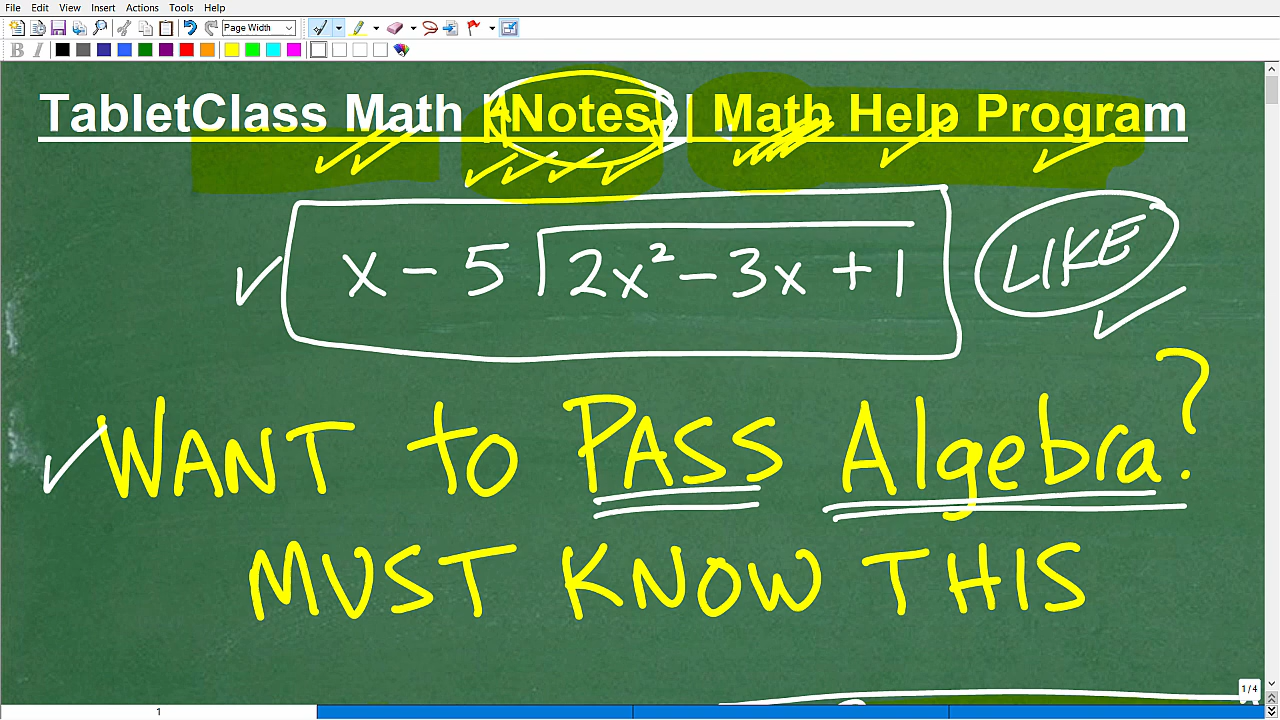 File Edit View Insert Actions Tools Help
Page Width
B I
TabletClass Math | Notes | Math Help Program
x - 5 2x² - 3x + 1
LIKE
WANT to PASS Algebra?
MUST KNOW THIS
1/4
1